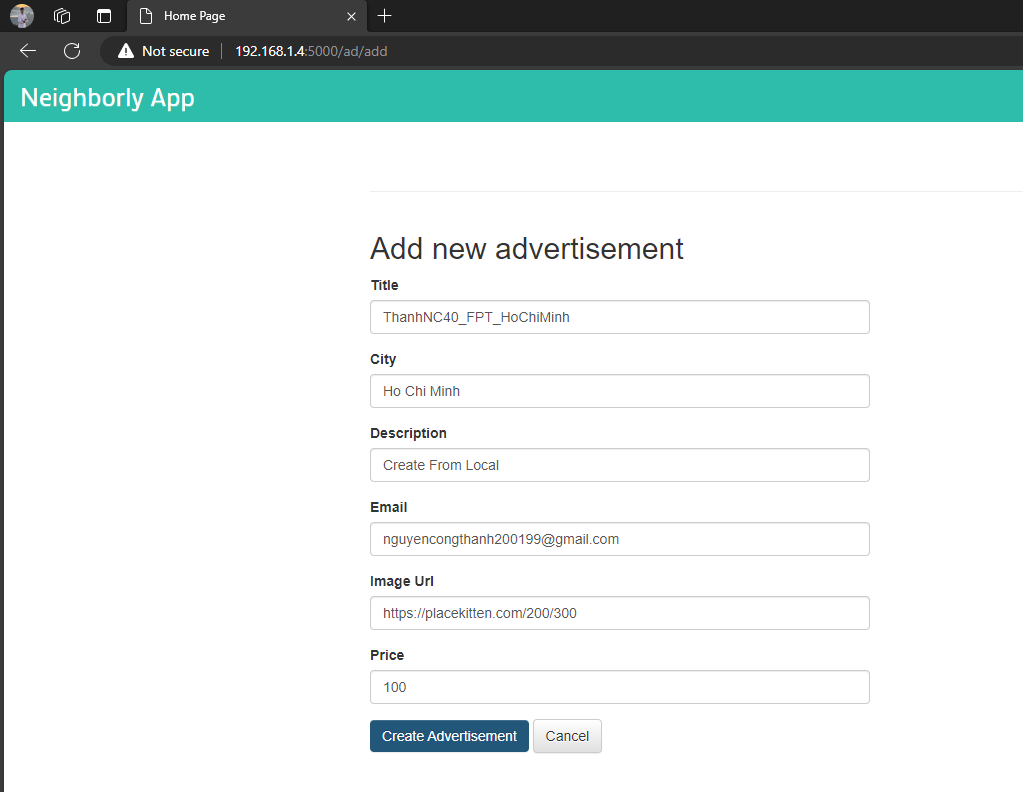 Home Page
Not secure 192.168.1.4:5000/ad/add
Neighborly App
Add new advertisement
Title
ThanhNC40_FPT_HoChiMinh
City
Ho Chi Minh
Description
Create From Local
Email
nguyencongthanh200199@gmail.com
Image Url
https://placekitten.com/200/300
Price
100
Create Advertisement Cancel